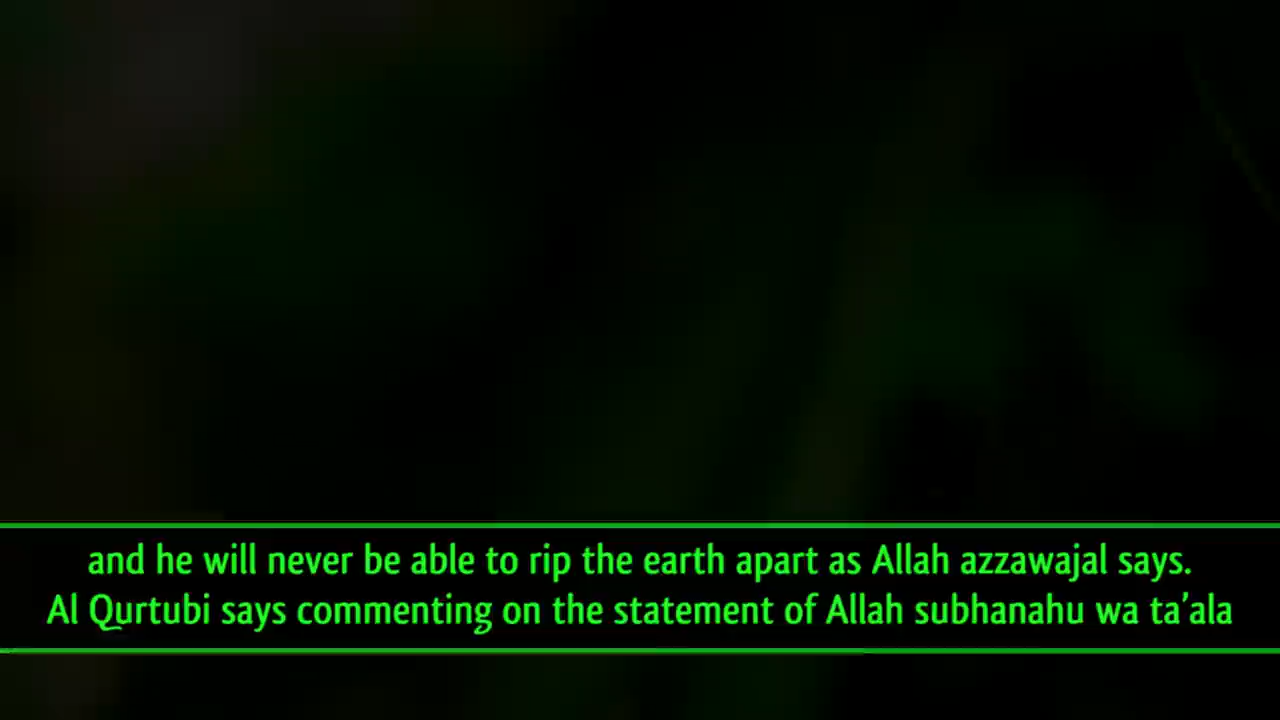 and he will never be able to rip the earth apart as Allah azzawajal says.
Al Qurtubi says commenting on the statement of Allah subhanahu wa ta’ala